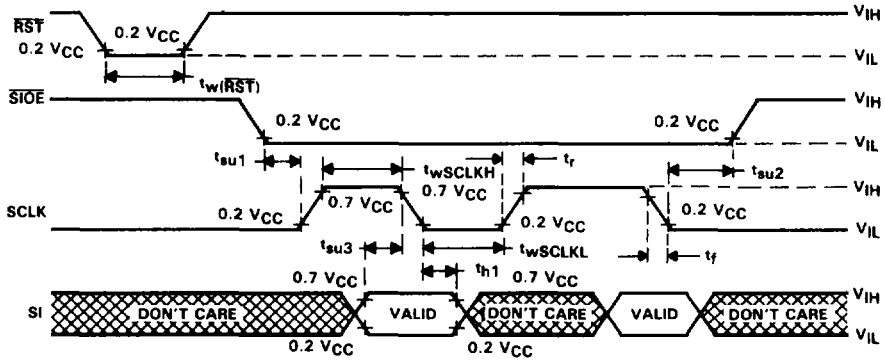 RST 0.2 VCC VIH
0.2 VCC VIL
tw(RST)
SIOE VIH
0.2 VCC 0.2 VCC
VIL
tsu1 twSCLKH tr tsu2
VIH
0.7 VCC 0.7 VCC
SCLK 0.2 VCC 0.2 VCC 0.2 VCC
VIL
tsu3 twSCLKL
th1 tf
0.7 VCC 0.7 VCC
VIH
SI DON'T CARE VALID DON'T CARE VALID DON'T CARE
VIL
0.2 VCC 0.2 VCC